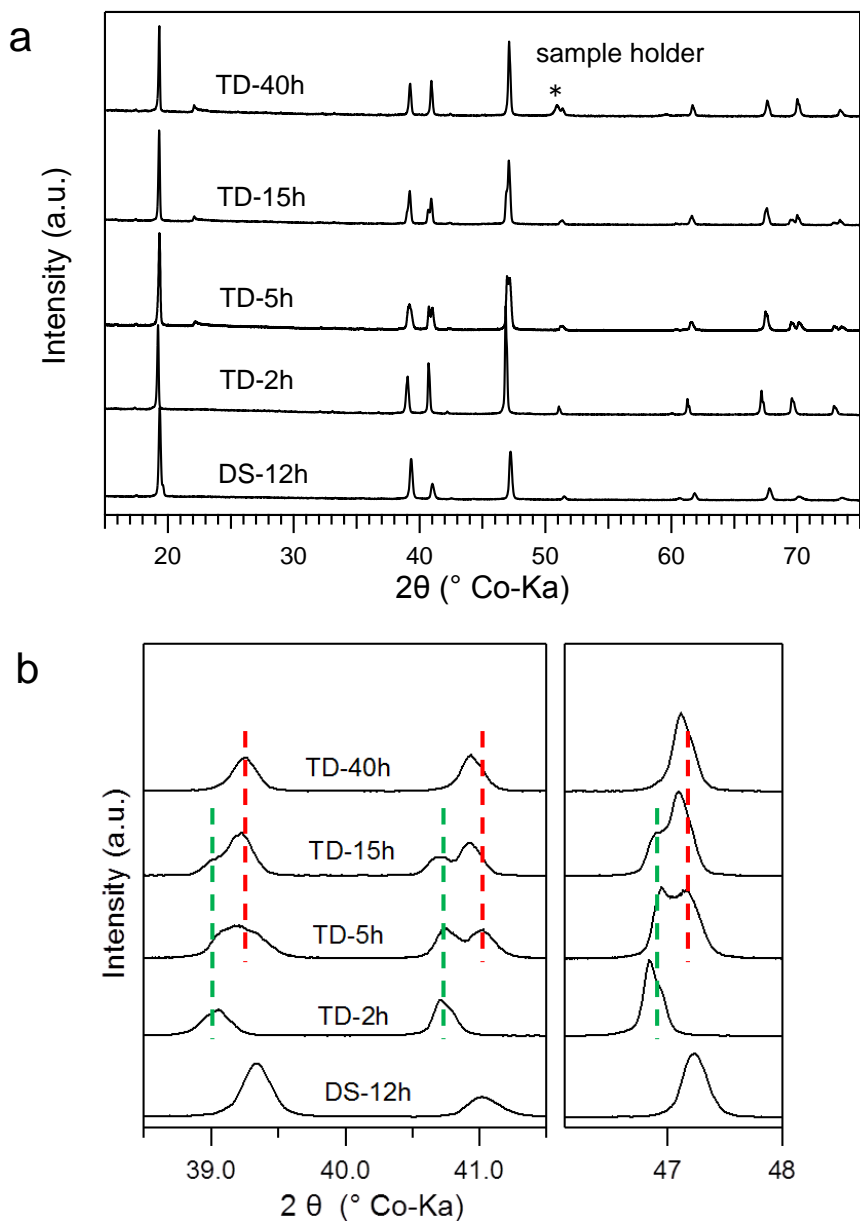 a
sample holder
*
TD-40h
TD-15h
TD-5h
TD-2h
DS-12h
Intensity (a.u.)
20 30 40 50 60 70
2θ (° Co-Ka)
b
TD-40h
TD-15h
TD-5h
TD-2h
DS-12h
Intensity (a.u.)
39.0 40.0 41.0 47 48
2 θ (° Co-Ka)